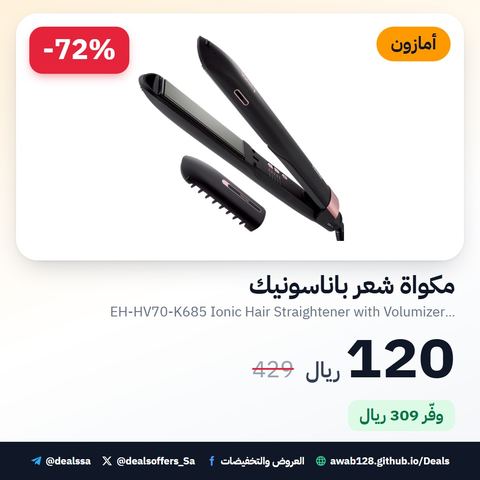 -72%
أمازون
مكواة شعر باناسونيك
EH-HV70-K685 Ionic Hair Straightener with Volumizer...
120 ريال 429
وفّر 309 ريال
@dealssa @dealsoffers_Sa العروض والتخفيضات awab128.github.io/Deals